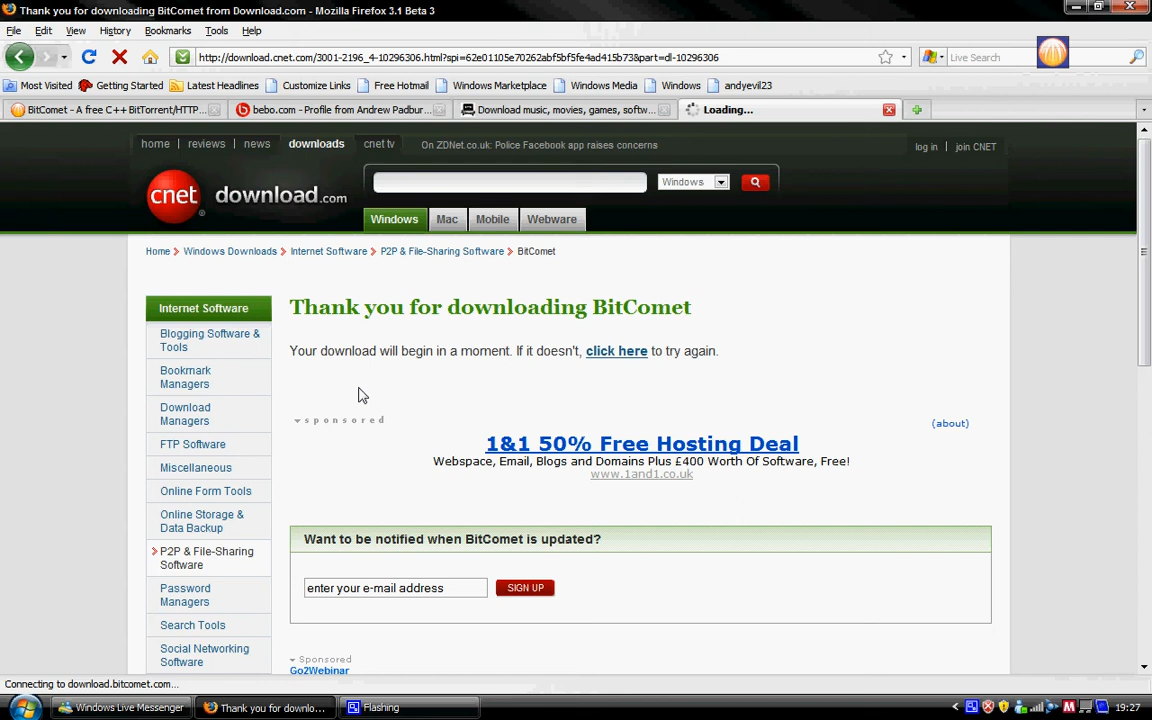 Thank you for downloading BitComet from Download.com - Mozilla Firefox 3.1 Beta 3
File Edit View History Bookmarks Tools Help
http://download.cnet.com/3001-2196_4-10296306.html?spi=62e01105e70262abf5bf5fe4ad415b73&part=dl-10296306
Live Search
Most Visited Getting Started Latest Headlines Customize Links Free Hotmail Windows Marketplace Windows Media Windows andyevil23
BitComet - A free C++ BitTorrent/HTTP...
bebo.com - Profile from Andrew Padbur...
Download music, movies, games, softw...
Loading...
home reviews news downloads cnet tv On ZDNet.co.uk: Police Facebook app raises concerns
log in | join CNET
cnet download.com
Windows
Windows Mac Mobile Webware
Home Windows Downloads Internet Software P2P & File-Sharing Software BitComet
Internet Software
Blogging Software &
Tools
Bookmark
Managers
Download
Managers
FTP Software
Miscellaneous
Online Form Tools
Online Storage &
Data Backup
P2P & File-Sharing
Software
Password
Managers
Search Tools
Social Networking
Software
Thank you for downloading BitComet
Your download will begin in a moment. If it doesn't, click here to try again.
sponsored
(about)
1&1 50% Free Hosting Deal
Webspace, Email, Blogs and Domains Plus £400 Worth Of Software, Free!
www.1and1.co.uk
Want to be notified when BitComet is updated?
enter your e-mail address SIGN UP
Sponsored
Go2Webinar
Connecting to download.bitcomet.com...
Windows Live Messenger
Thank you for downlo...
Flashing
19:27